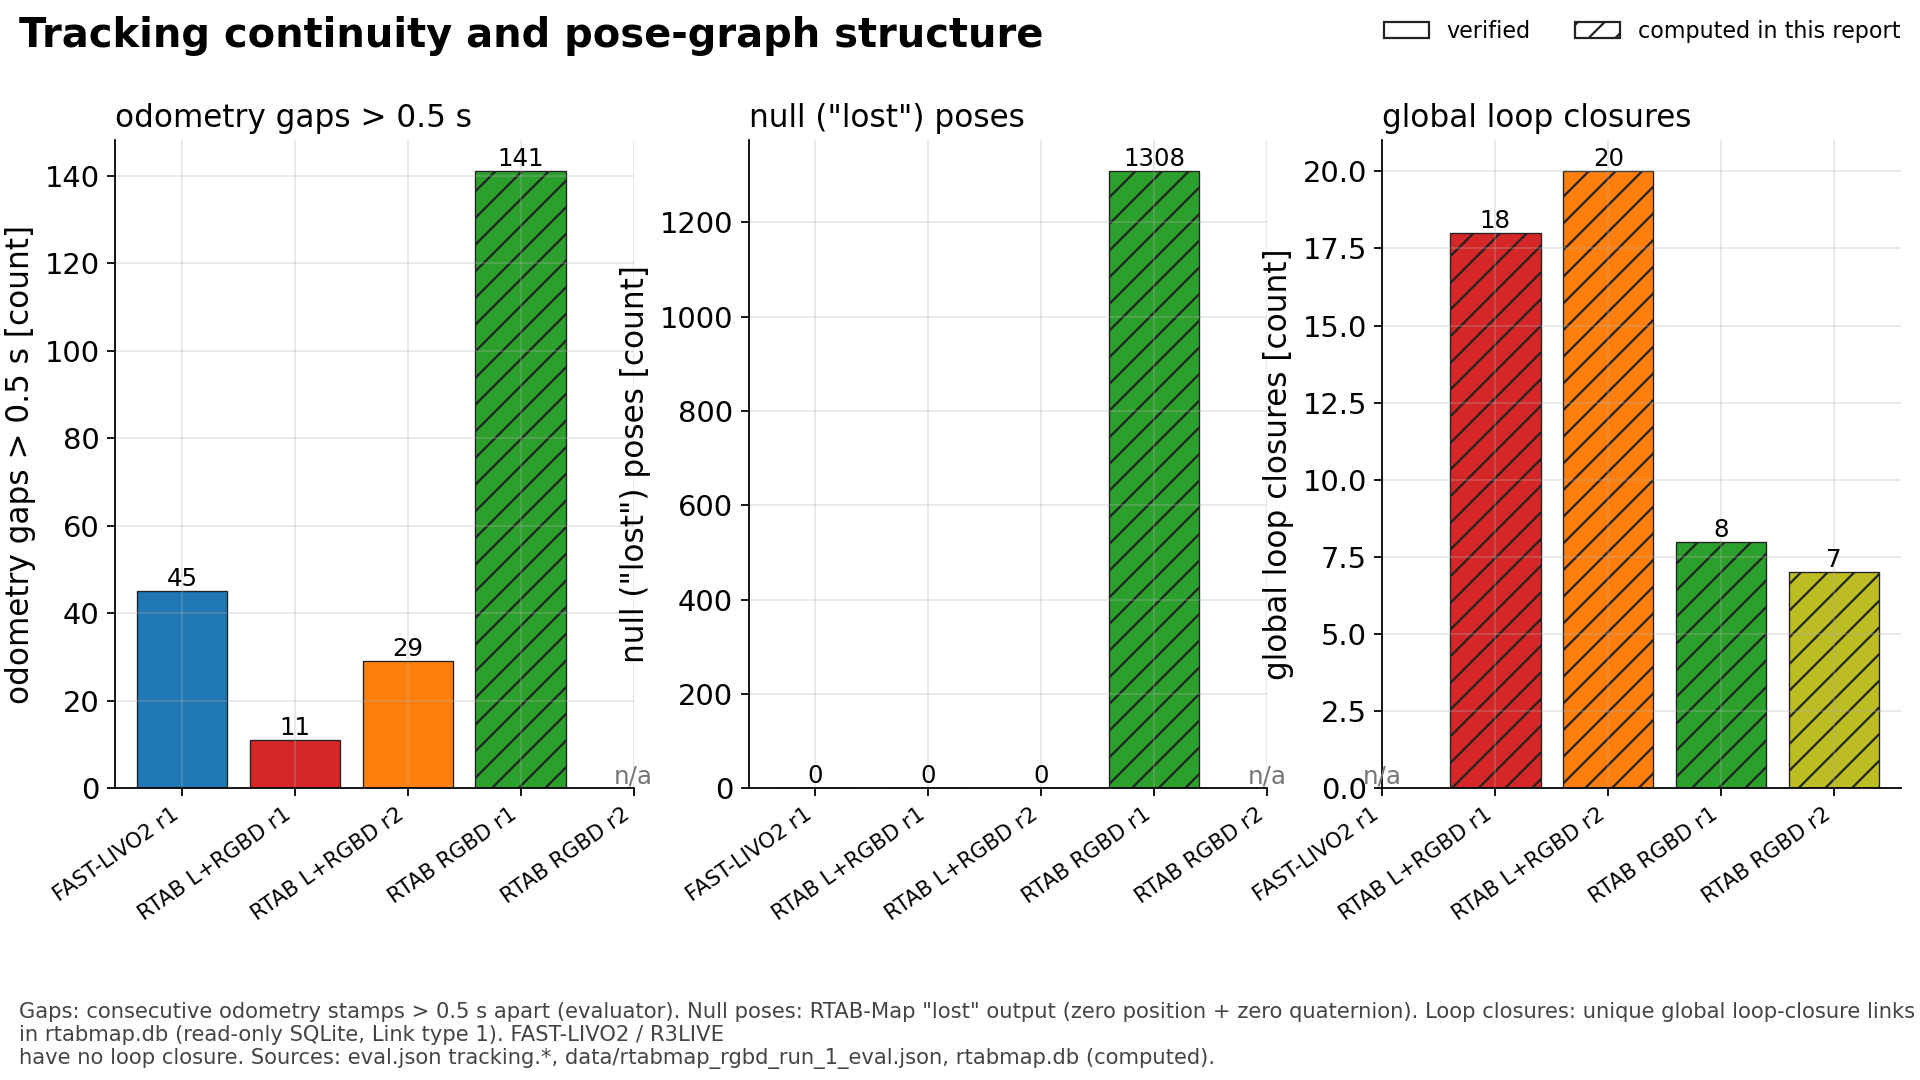 Tracking continuity and pose-graph structure
verified
computed in this report
odometry gaps > 0.5 s
odometry gaps > 0.5 s [count]
140
120
100
80
60
40
20
0
45
11
29
141
n/a
FAST-LIVO2 r1
RTAB L+RGBD r1
RTAB L+RGBD r2
RTAB RGBD r1
RTAB RGBD r2
null ("lost") poses
null ("lost") poses [count]
1200
1000
800
600
400
200
0
0
0
0
1308
n/a
FAST-LIVO2 r1
RTAB L+RGBD r1
RTAB L+RGBD r2
RTAB RGBD r1
RTAB RGBD r2
global loop closures
global loop closures [count]
20.0
17.5
15.0
12.5
10.0
7.5
5.0
2.5
0.0
n/a
18
20
8
7
FAST-LIVO2 r1
RTAB L+RGBD r1
RTAB L+RGBD r2
RTAB RGBD r1
RTAB RGBD r2
Gaps: consecutive odometry stamps > 0.5 s apart (evaluator). Null poses: RTAB-Map "lost" output (zero position + zero quaternion). Loop closures: unique global loop-closure links
in rtabmap.db (read-only SQLite, Link type 1). FAST-LIVO2 / R3LIVE
have no loop closure. Sources: eval.json tracking.*, data/rtabmap_rgbd_run_1_eval.json, rtabmap.db (computed).